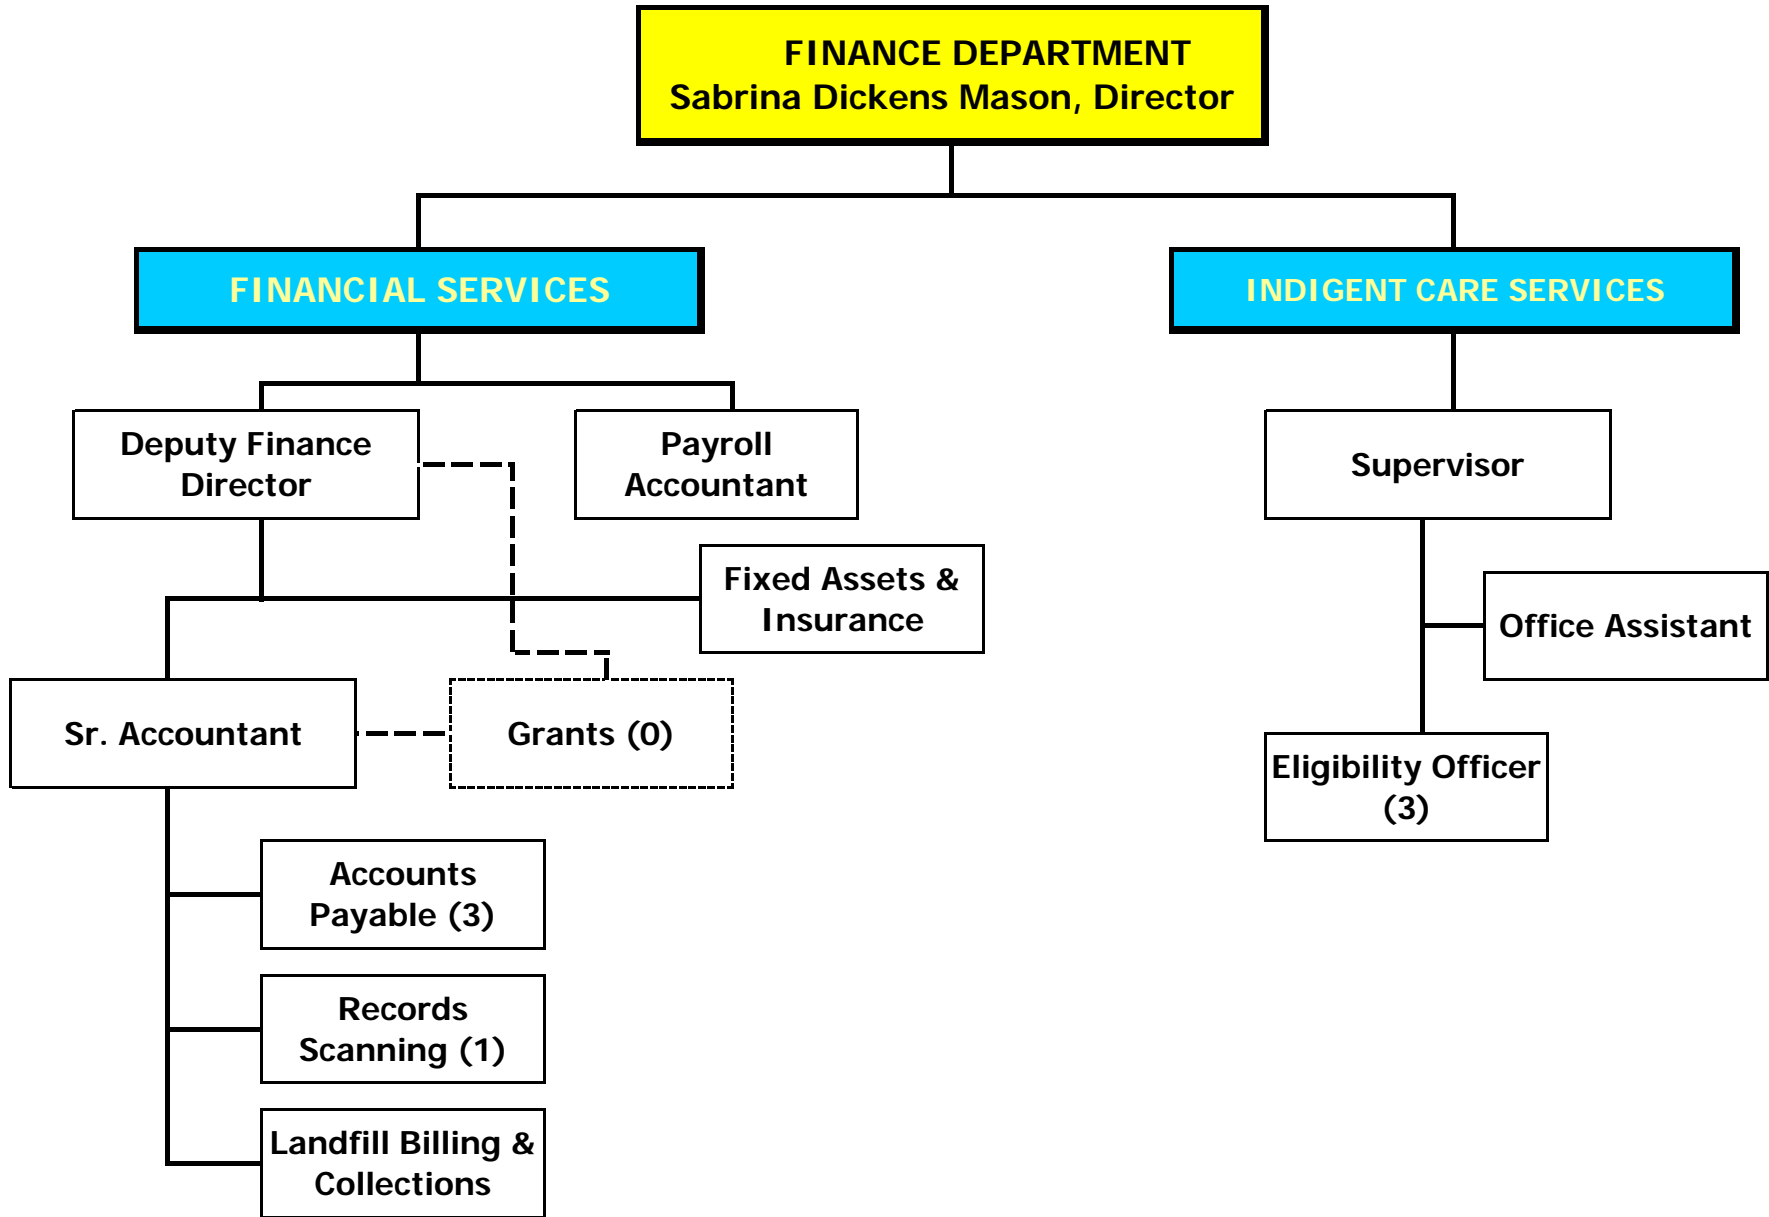 FINANCE DEPARTMENT
Sabrina Dickens Mason, Director
FINANCIAL SERVICES
INDIGENT CARE SERVICES
Deputy Finance
Director
Payroll
Accountant
Supervisor
Fixed Assets &
Insurance
Office Assistant
Sr. Accountant
Grants (0)
Eligibility Officer
(3)
Accounts
Payable (3)
Records
Scanning (1)
Landfill Billing &
Collections